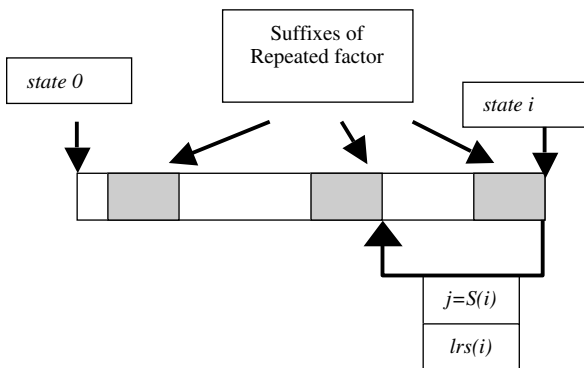 Suffixes of
Repeated factor
state 0
state i
j=S(i)
lrs(i)